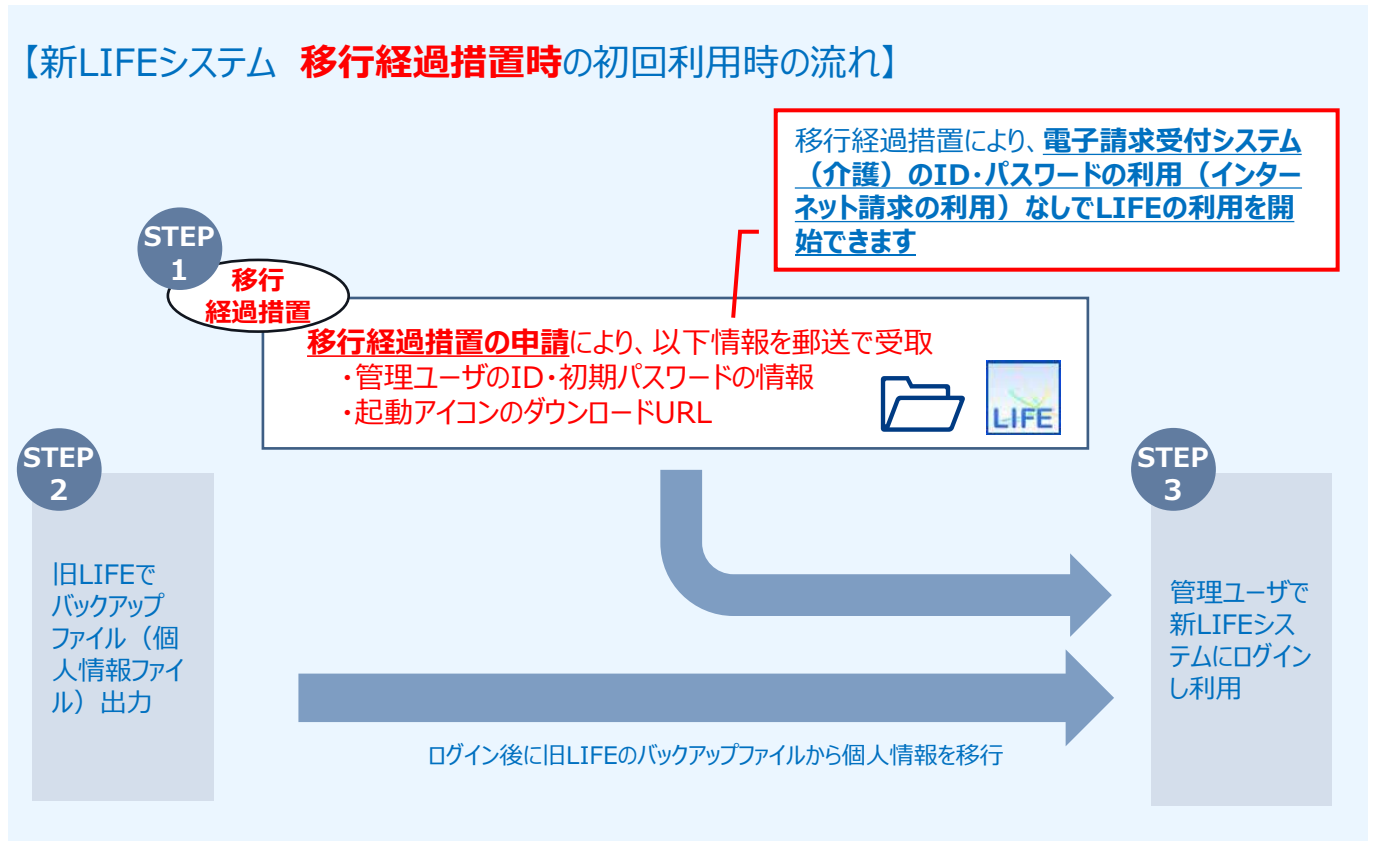 【新LIFEシステム 移行経過措置時の初回利用時の流れ】
移行経過措置により、電子請求受付システム
（介護）のID・パスワードの利用（インター
ネット請求の利用）なしでLIFEの利用を開
始できます
STEP
1
移行
経過措置
移行経過措置の申請により、以下情報を郵送で受取
・管理ユーザのID・初期パスワードの情報
・起動アイコンのダウンロードURL
LIFE
STEP
2
旧LIFEで
バックアップ
ファイル（個
人情報ファイ
ル）出力
STEP
3
管理ユーザで
新LIFEシス
テムにログイン
し利用
ログイン後に旧LIFEのバックアップファイルから個人情報を移行